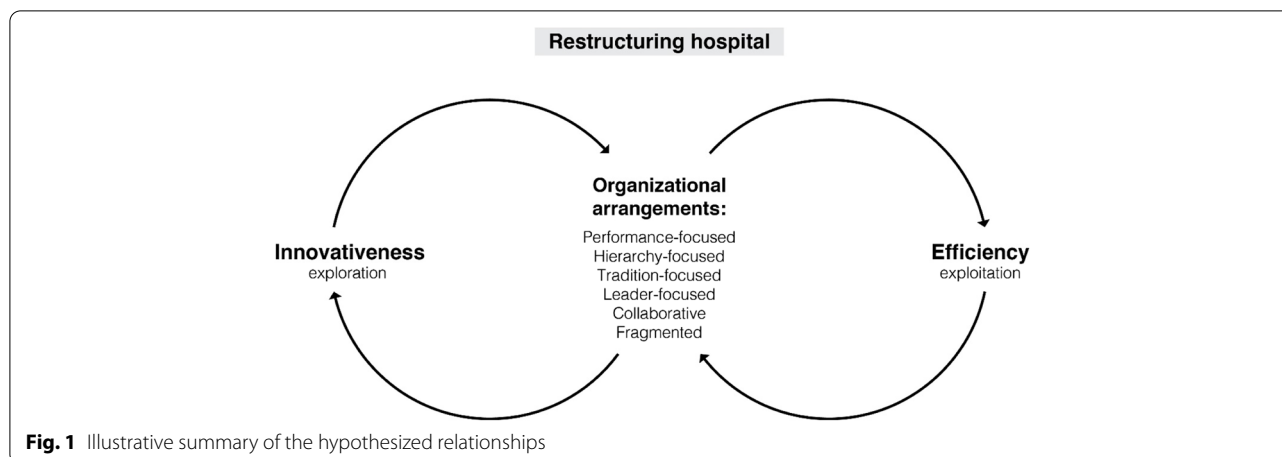 Restructuring hospital
Organizational
arrangements:
Performance-focused
Hierarchy-focused
Tradition-focused
Leader-focused
Collaborative
Fragmented
Innovativeness
exploration
Efficiency
exploitation
Fig. 1 Illustrative summary of the hypothesized relationships